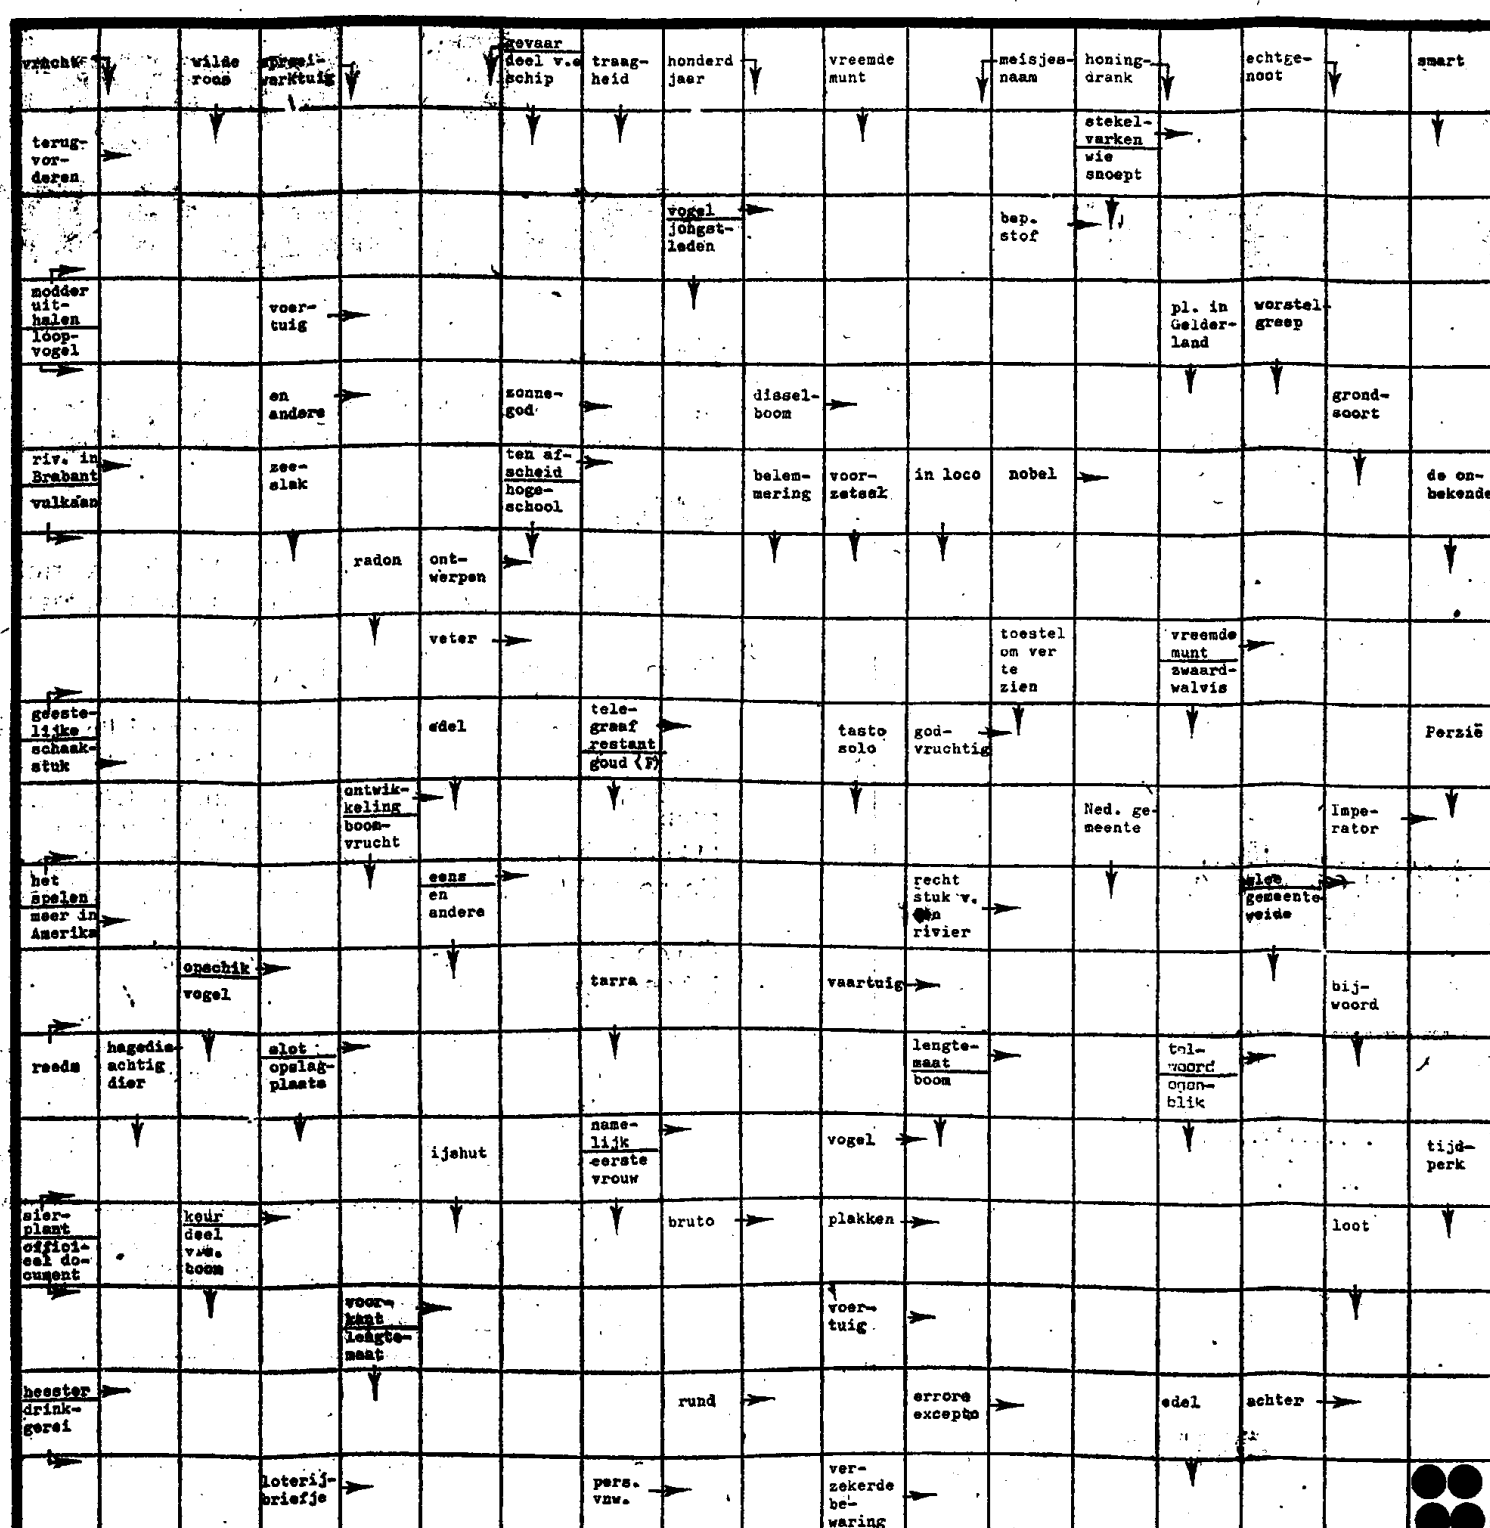 vracht
wilde
roos
sproei-
werktuig
gevaar
deel v.e
schip
traag-
heid
honderd
jaar
vreemde
munt
meisjes-
naam
honing-
drank
echtge-
noot
smart
terug-
vor-
deren
stekel-
varken
wie
snoept
vogel
jongst-
leden
bep.
stof
modder
uit-
halen
loop-
vogel
voer-
tuig
pl. in
Gelder-
land
worstel-
greep
en
andere
zonne-
god
dissel-
boom
grond-
soort
riv. in
Brabant
vulkaan
zee-
slak
ten af-
scheid
hoge-
school
belem-
mering
voor-
zetsel
in loco
nobel
de on-
bekende
radon
ont-
werpen
veter
toestel
om ver
te
zien
vreemde
munt
zwaard-
walvis
geeste-
lijke
schaak-
stuk
edel
tele-
graaf
restant
goud (F)
tasto
solo
god-
vruchtig
Perzië
ontwik-
keling
boom-
vrucht
Ned. ge-
meente
Impe-
rator
het
spelen
meer in
Amerika
eens
en
andere
recht
stuk v.
rivier
slee
gemeente-
weide
opschik
vogel
tarra
vaartuig
bij-
woord
reeds
hagedis-
achtig
dier
slot
opslag-
plaats
lengte-
maat
boom
tel-
woord
ogen-
blik
ijshut
name-
lijk
eerste
vrouw
vogel
tijd-
perk
sier-
plant
offici-
eel do-
cument
keur
deel
v.e.
boom
bruto
plakken
loot
voor-
kant
lengte-
maat
voer-
tuig
heester
drink-
gerei
rund
errore
excepto
edel
achter
loterij-
briefje
pers.
vnw.
ver-
zekerde
be-
waring